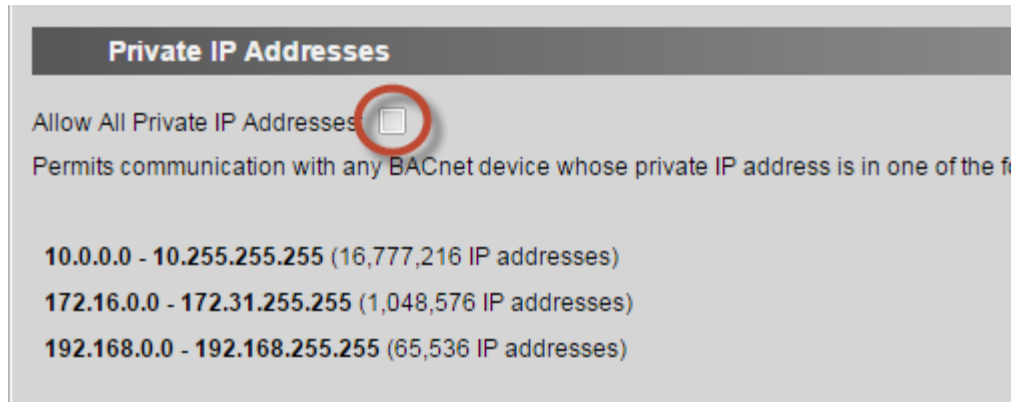 Private IP Addresses
Allow All Private IP Addresses:
Permits communication with any BACnet device whose private IP address is in one of the
10.0.0.0 - 10.255.255.255 (16,777,216 IP addresses)
172.16.0.0 - 172.31.255.255 (1,048,576 IP addresses)
192.168.0.0 - 192.168.255.255 (65,536 IP addresses)